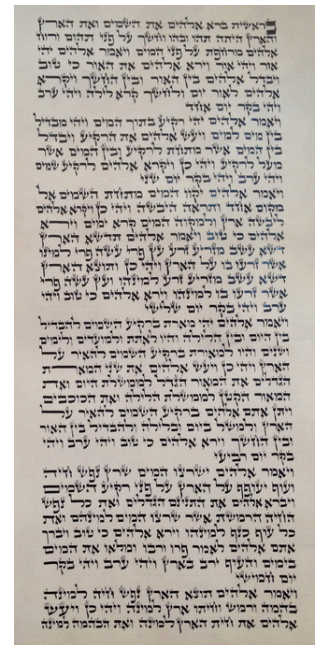 בראשית ברא אלהים את השמים ואת הארץ
והארץ היתה תהו ובהו וחשך על פני תהום ורוח
אלהים מרחפת על פני המים ויאמר אלהים יהי
אור ויהי אור וירא אלהים את האור כי טוב
ויבדל אלהים בין האור ובין החשך ויקרא
אלהים לאור יום ולחשך קרא לילה ויהי ערב
ויהי בקר יום אחד
ויאמר אלהים יהי רקיע בתוך המים ויהי מבדיל
בין מים למים ויעש אלהים את הרקיע ויבדל
בין המים אשר מתחת לרקיע ובין המים אשר
מעל לרקיע ויהי כן ויקרא אלהים לרקיע שמים
ויהי ערב ויהי בקר יום שני
ויאמר אלהים יקוו המים מתחת השמים אל
מקום אחד ותראה היבשה ויהי כן ויקרא אלהים
ליבשה ארץ ולמקוה המים קרא ימים וירא
אלהים כי טוב ויאמר אלהים תדשא הארץ
דשא עשב מזריע זרע עץ פרי עשה פרי למינו
אשר זרעו בו על הארץ ויהי כן ותוצא הארץ
דשא עשב מזריע זרע למינהו ועץ עשה פרי
אשר זרעו בו למינהו וירא אלהים כי טוב ויהי
ערב ויהי בקר יום שלישי
ויאמר אלהים יהי מארת ברקיע השמים להבדיל
בין היום ובין הלילה והיו לאתת ולמועדים ולימים
ושנים והיו למאורת ברקיע השמים להאיר על
הארץ ויהי כן ויעש אלהים את שני המארת
הגדלים את המאור הגדל לממשלת היום ואת
המאור הקטן לממשלת הלילה ואת הכוכבים
ויתן אתם אלהים ברקיע השמים להאיר על
הארץ ולמשל ביום ובלילה ולהבדיל בין האור
ובין החשך וירא אלהים כי טוב ויהי ערב ויהי
בקר יום רביעי
ויאמר אלהים ישרצו המים שרץ נפש חיה
ועוף יעופף על הארץ על פני רקיע השמים
ויברא אלהים את התנינם הגדלים ואת כל נפש
החיה הרמשת אשר שרצו המים למינהם ואת
כל עוף כנף למינהו וירא אלהים כי טוב ויברך
אתם אלהים לאמר פרו ורבו ומלאו את המים
בימים והעוף ירב בארץ ויהי ערב ויהי בקר
יום חמישי
ויאמר אלהים תוצא הארץ נפש חיה למינה
בהמה ורמש וחיתו ארץ למינה ויהי כן ויעש
אלהים את חית הארץ למינה ואת הבהמה למינה